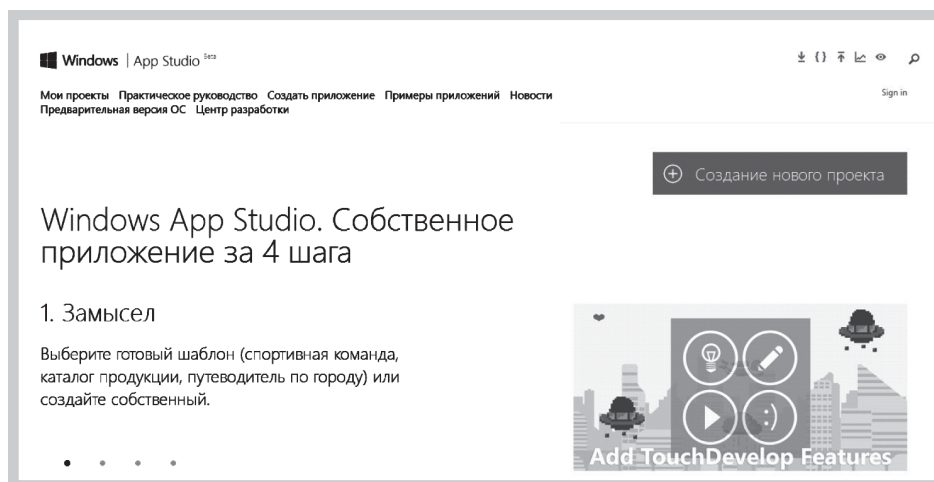 Windows | App Studio Beta
Мои проекты Практическое руководство Создать приложение Примеры приложений Новости
Предварительная версия ОС Центр разработки
Sign in
Создание нового проекта
Windows App Studio. Собственное
приложение за 4 шага
1. Замысел
Выберите готовый шаблон (спортивная команда,
каталог продукции, путеводитель по городу) или
создайте собственный.
Add TouchDevelop Features